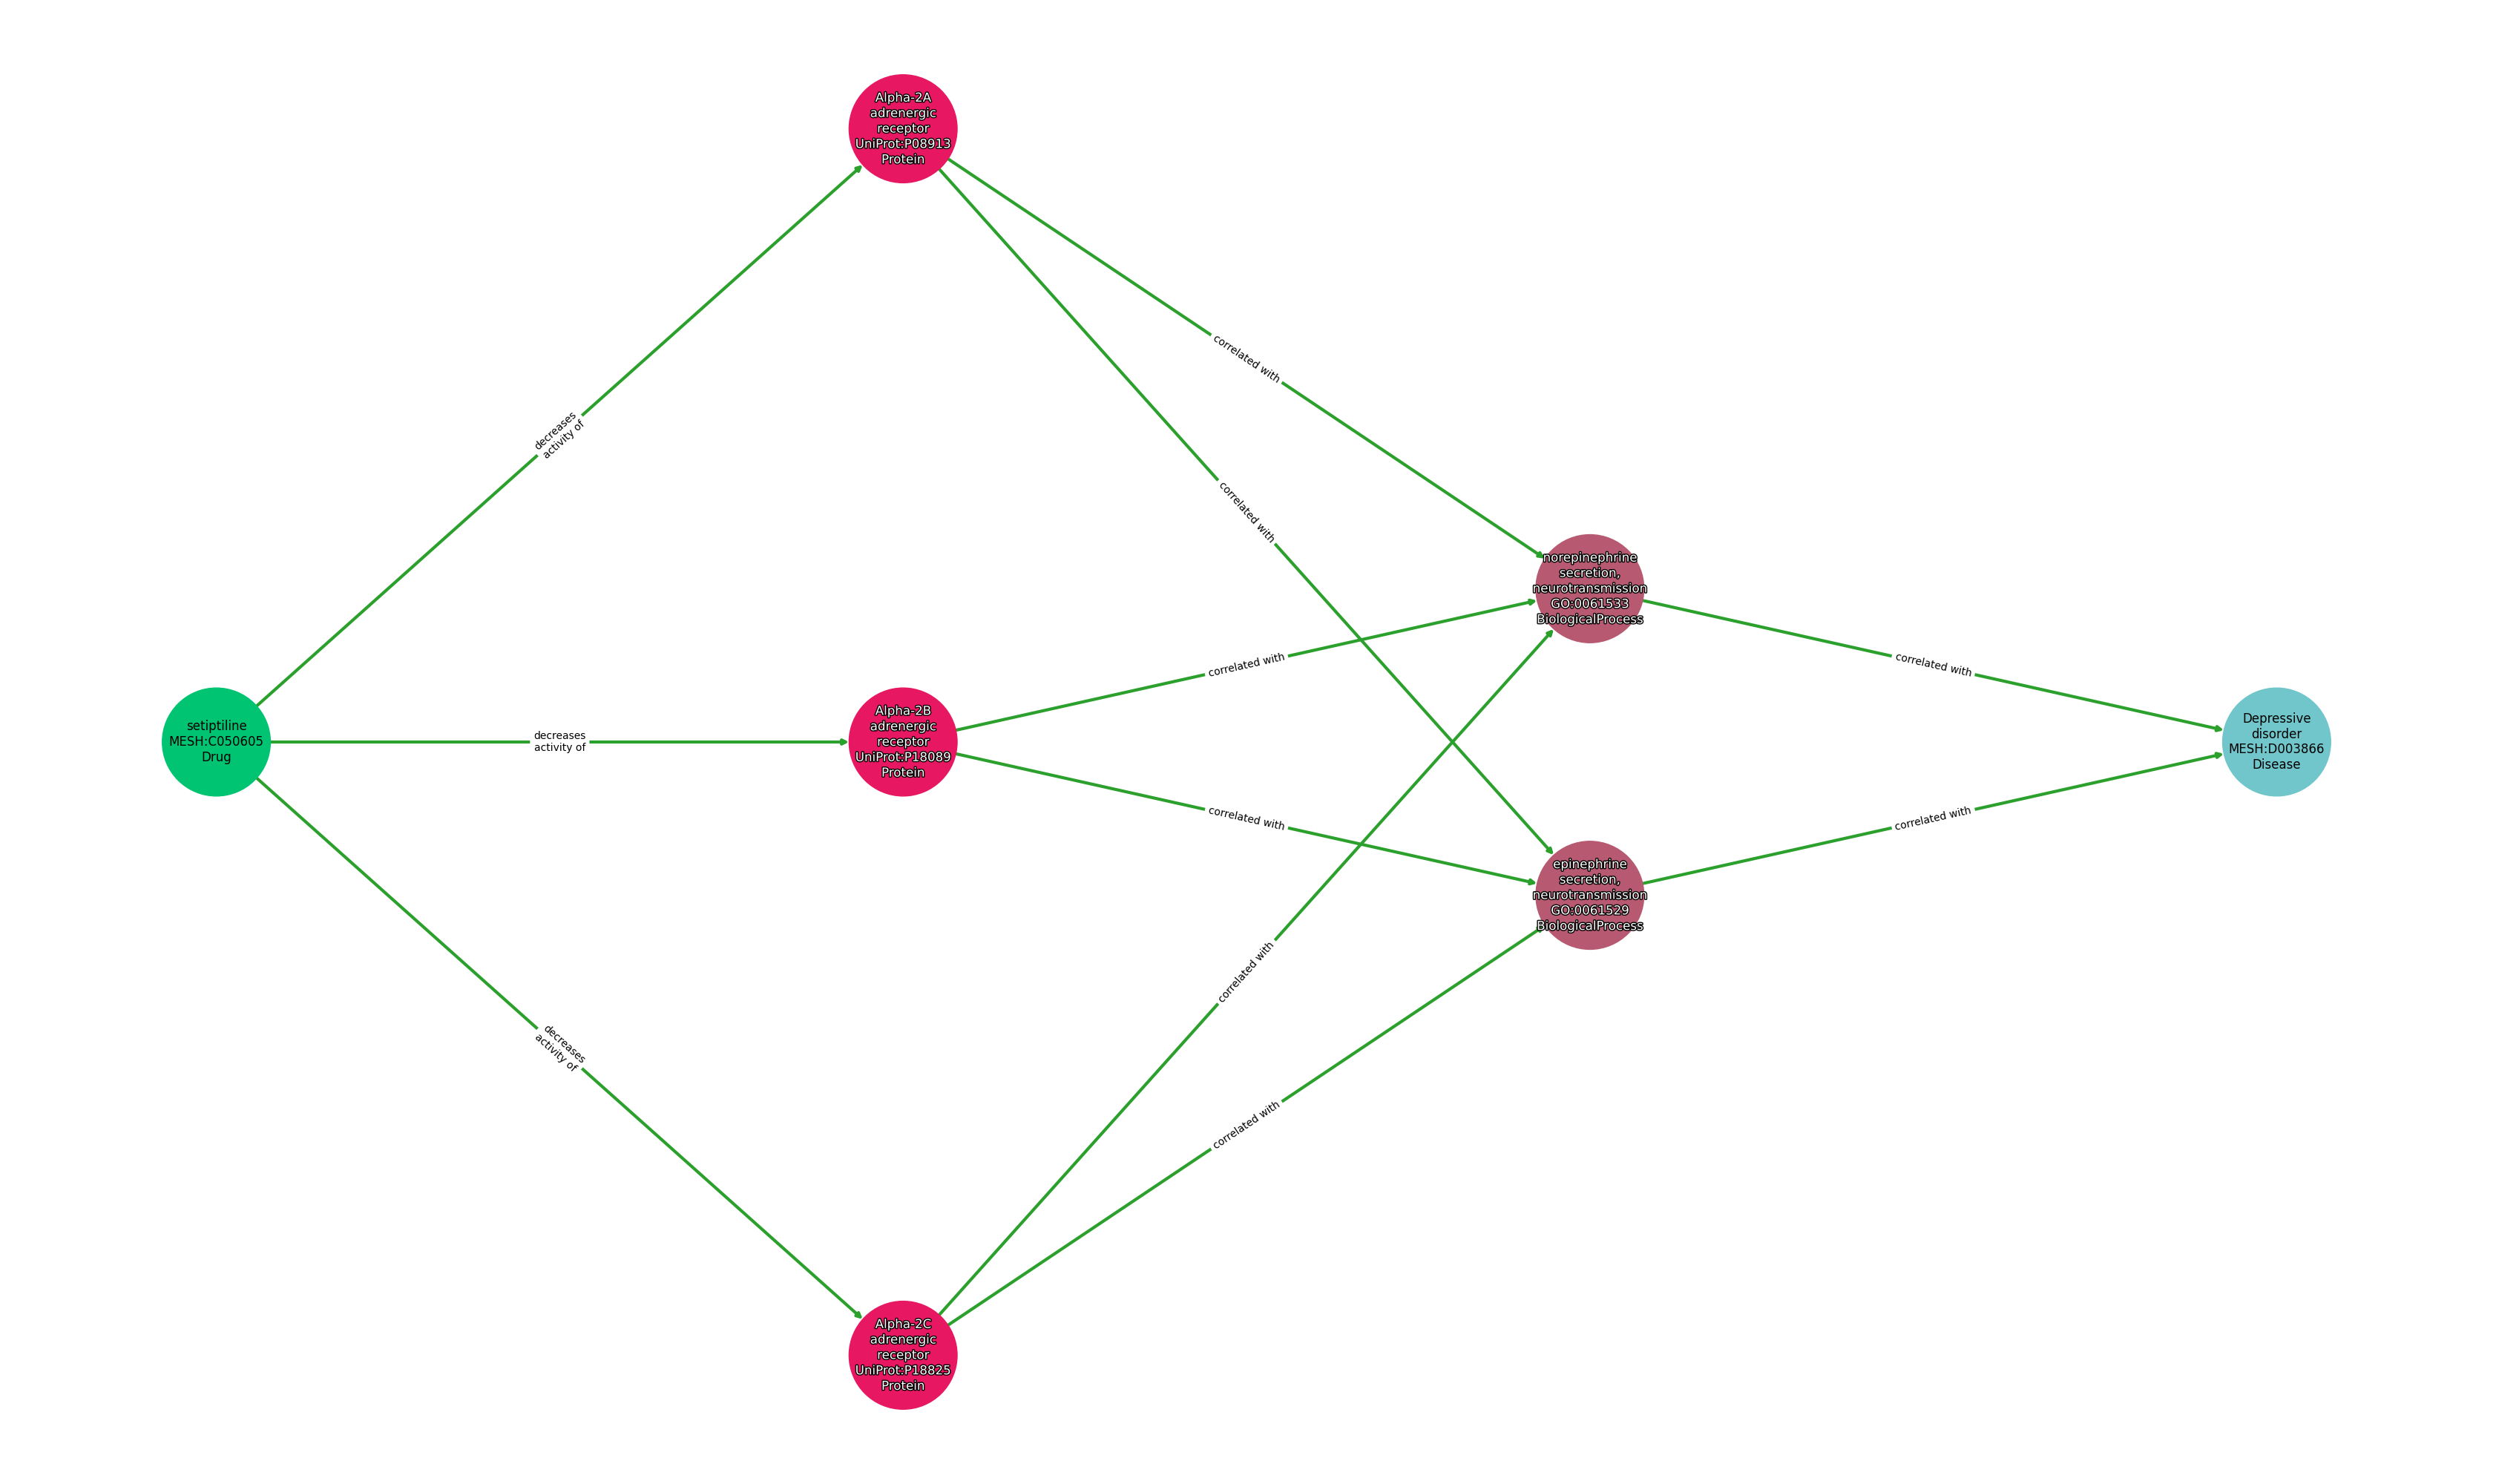 Alpha-2A
adrenergic
receptor
UniProt:P08913
Protein
correlated with
decreases
activity of
correlated with
norepinephrine
secretion,
neurotransmission
GO:0061533
BiologicalProcess
correlated with
correlated with
setiptiline
MESH:C050605
Drug
decreases
activity of
Alpha-2B
adrenergic
receptor
UniProt:P18089
Protein
Depressive
disorder
MESH:D003866
Disease
correlated with
correlated with
epinephrine
secretion,
neurotransmission
GO:0061529
BiologicalProcess
correlated with
decreases
activity of
correlated with
Alpha-2C
adrenergic
receptor
UniProt:P18825
Protein